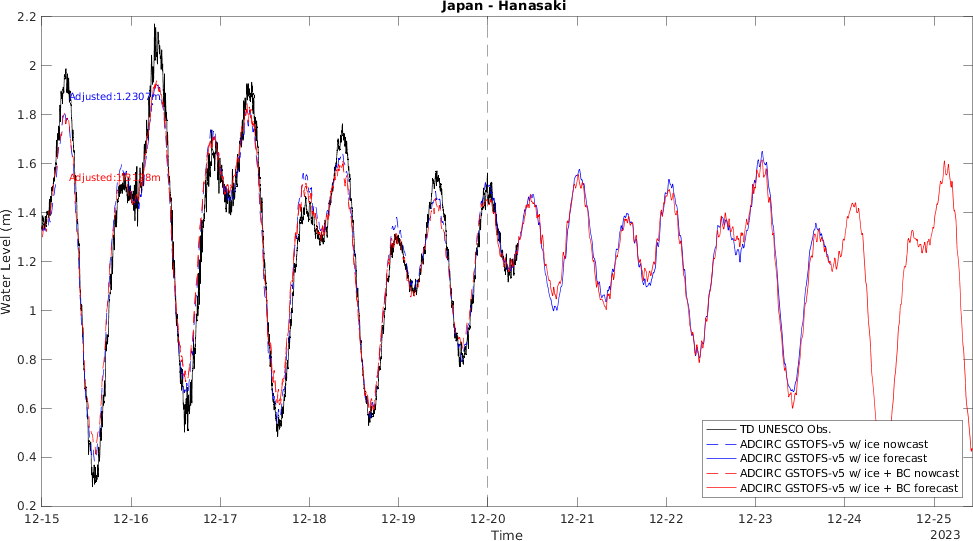 Japan - Hanasaki
Water Level (m)
2.2
2
1.8
1.6
1.4
1.2
1
0.8
0.6
0.4
0.2
Adjusted:1.2307m
TD UNESCO Obs.
ADCIRC GSTOFS-v5 w/ ice nowcast
ADCIRC GSTOFS-v5 w/ ice forecast
ADCIRC GSTOFS-v5 w/ ice + BC nowcast
ADCIRC GSTOFS-v5 w/ ice + BC forecast
12-15 12-16 12-17 12-18 12-19 12-20 12-21 12-22 12-23 12-24 12-25
Time
2023